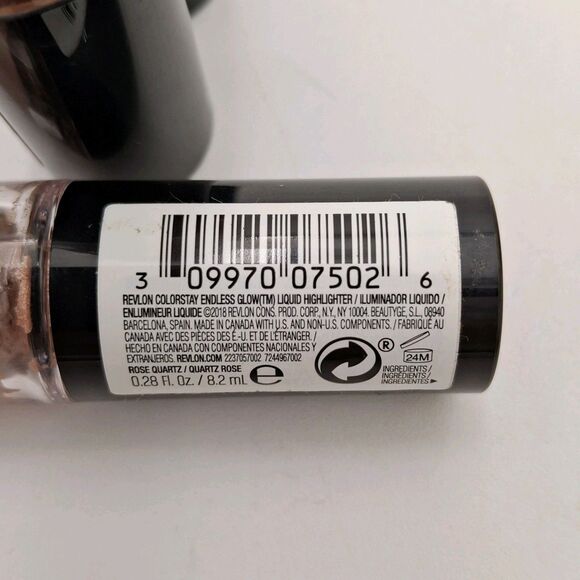 3 09970 07502 6
REVLON COLORSTAY ENDLESS GLOW(TM) LIQUID HIGHLIGHTER / ILUMINADOR LIQUIDO /
ENLUMINEUR LIQUIDE ©2018 REVLON CONS. PROD. CORP., N.Y., NY 10004. BEAUTYGE, S.L, 08940
BARCELONA, SPAIN. MADE IN CANADA WITH U.S. AND NON-U.S. COMPONENTS. / FABRIQUÉ AU
CANADA AVEC DES PIÈCES DES É.-U. ET DE L'ÉTRANGER. /
HECHO EN CANADA CON COMPONENTES NACIONALES Y
EXTRANJEROS. REVLON.COM 2237057002 7244967002
ROSE QUARTZ / QUARTZ ROSE
0.28 Fl. Oz. / 8.2 mL e
®
24M
INGREDIENTS/
INGRÉDIENTS/
INGREDIENTES